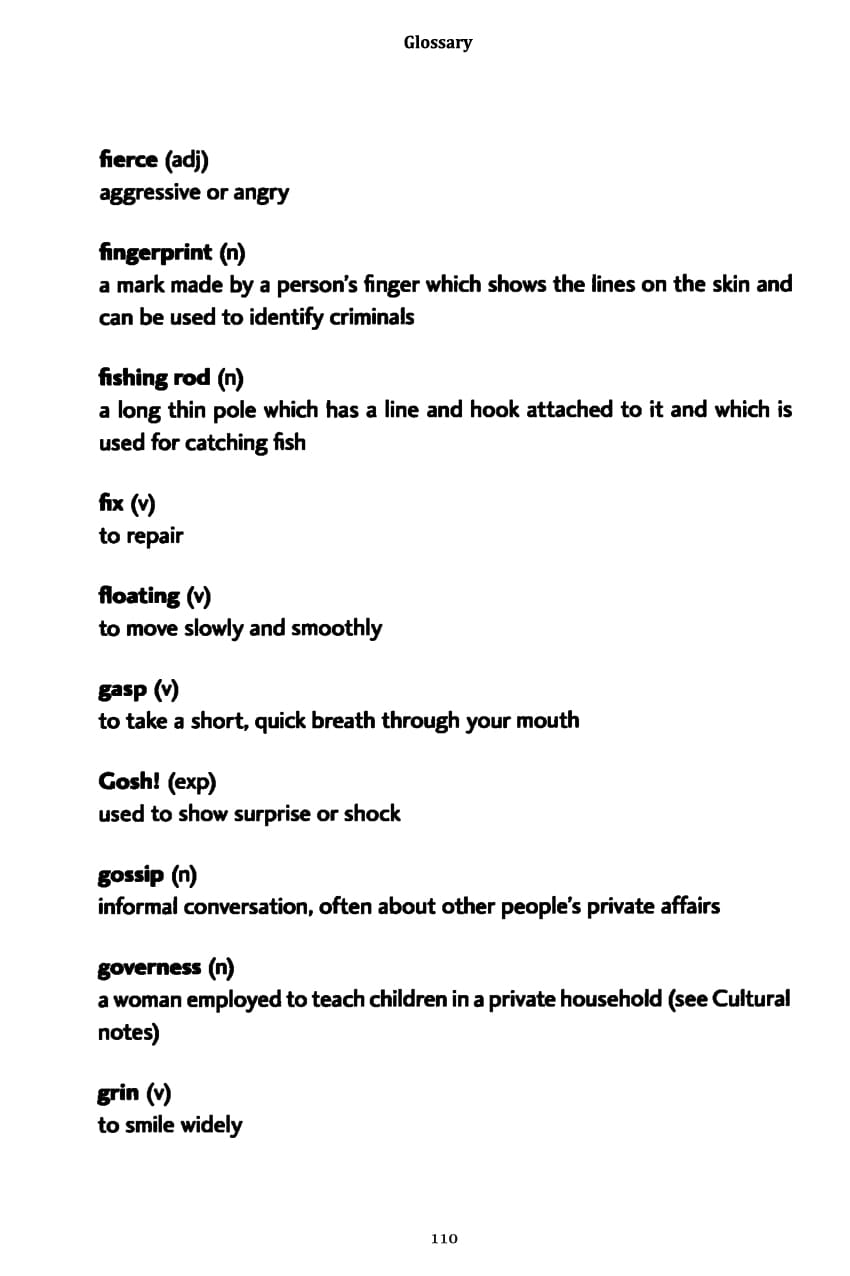 Glossary
fierce (adj)
aggressive or angry
fingerprint (n)
a mark made by a person's finger which shows the lines on the skin and
can be used to identify criminals
fishing rod (n)
a long thin pole which has a line and hook attached to it and which is
used for catching fish
fix (v)
to repair
floating (v)
to move slowly and smoothly
gasp (v)
to take a short, quick breath through your mouth
Gosh! (exp)
used to show surprise or shock
gossip (n)
informal conversation, often about other people's private affairs
governess (n)
a woman employed to teach children in a private household (see Cultural
notes)
grin (v)
to smile widely
110